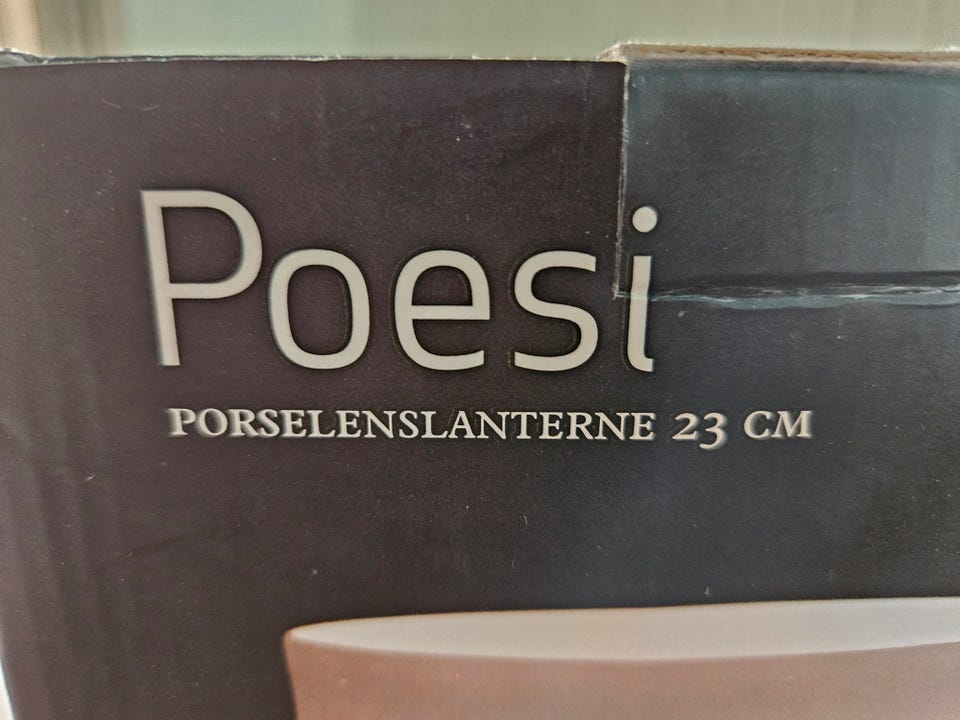 Poesi
PORSELENSLANTERNE 23 CM